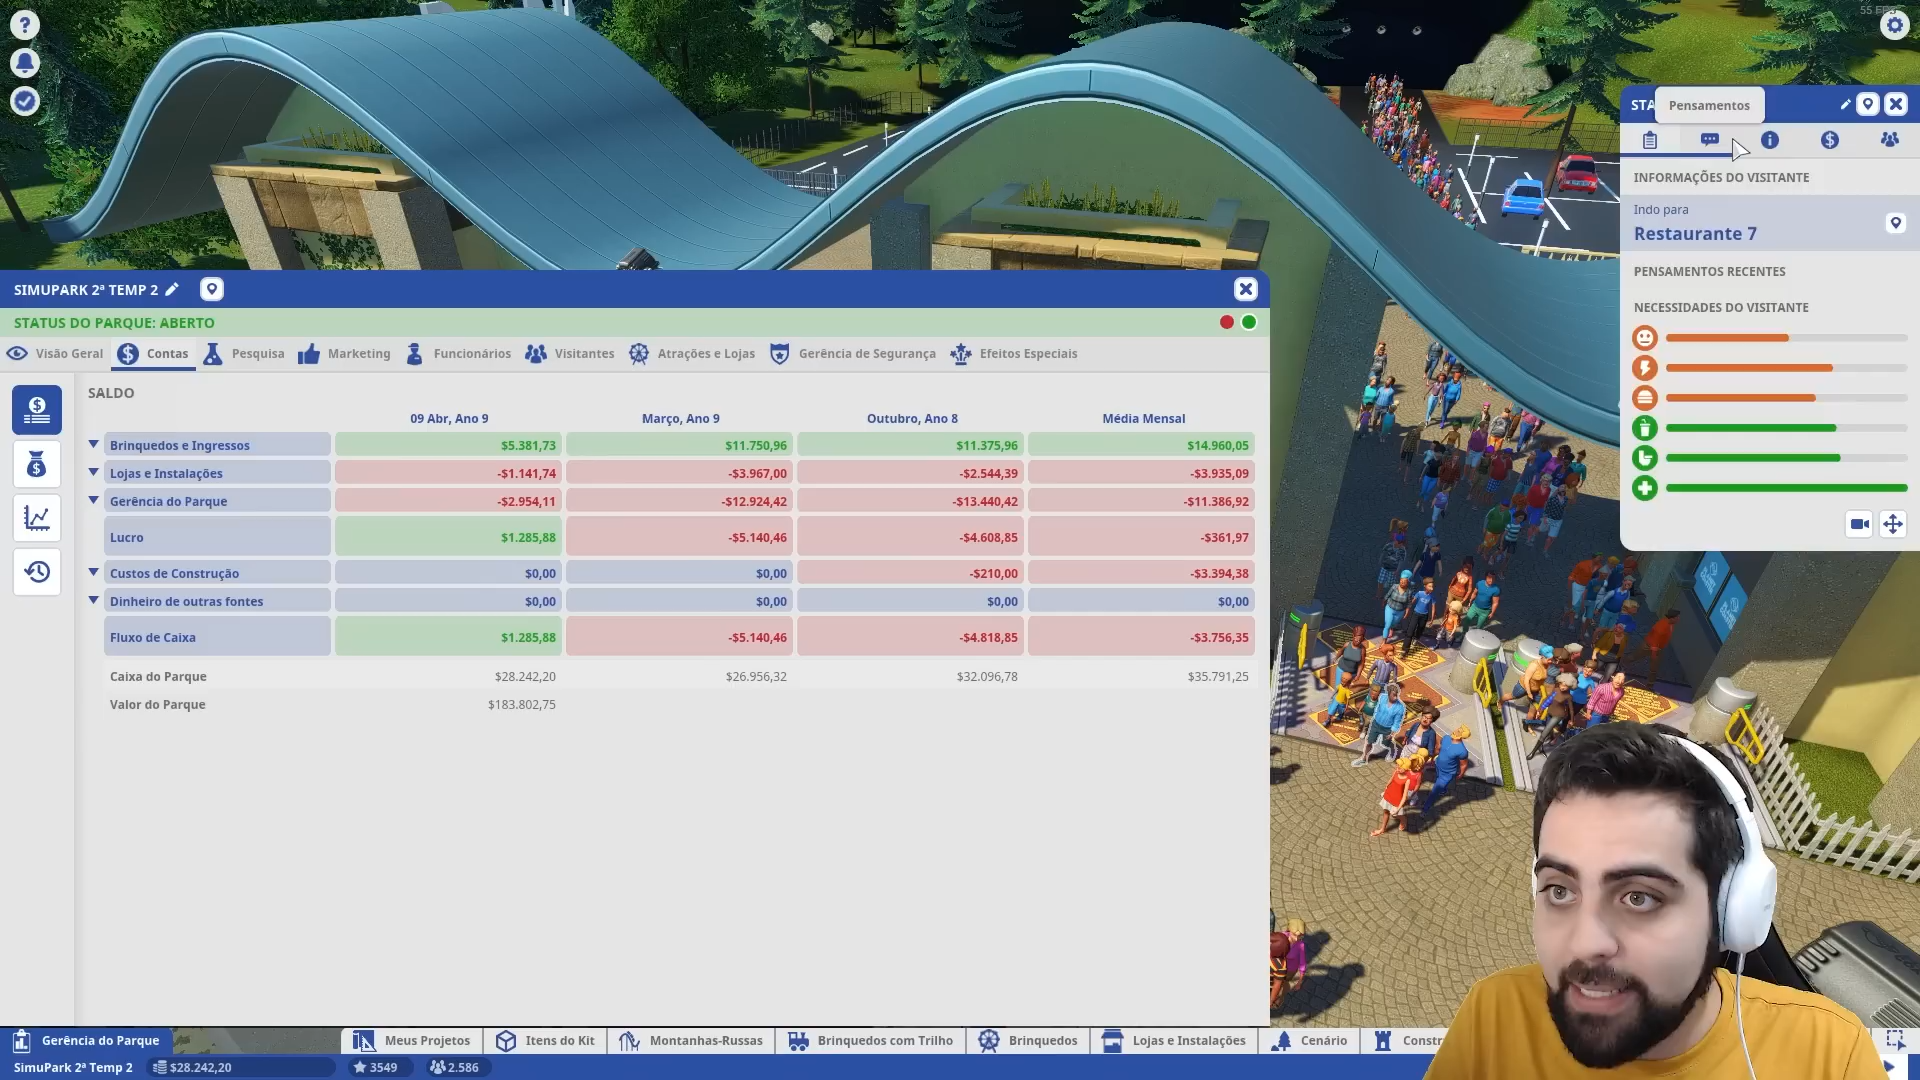 55 FPS
STA
Pensamentos
INFORMAÇÕES DO VISITANTE
Indo para
Restaurante 7
PENSAMENTOS RECENTES
NECESSIDADES DO VISITANTE
SIMUPARK 2ª TEMP 2
STATUS DO PARQUE: ABERTO
Visão Geral Contas Pesquisa Marketing Funcionários Visitantes Atrações e Lojas Gerência de Segurança Efeitos Especiais
SALDO
09 Abr, Ano 9 Março, Ano 9 Outubro, Ano 8 Média Mensal
Brinquedos e Ingressos $5.381,73 $11.750,96 $11.375,96 $14.960,05
Lojas e Instalações -$1.141,74 -$3.967,00 -$2.544,39 -$3.935,09
Gerência do Parque -$2.954,11 -$12.924,42 -$13.440,42 -$11.386,92
Lucro $1.285,88 -$5.140,46 -$4.608,85 -$361,97
Custos de Construção $0,00 $0,00 -$210,00 -$3.394,38
Dinheiro de outras fontes $0,00 $0,00 $0,00 $0,00
Fluxo de Caixa $1.285,88 -$5.140,46 -$4.818,85 -$3.756,35
Caixa do Parque $28.242,20 $26.956,32 $32.096,78 $35.791,25
Valor do Parque $183.802,75
Gerência do Parque Meus Projetos Itens do Kit Montanhas-Russas Brinquedos com Trilho Brinquedos Lojas e Instalações Cenário Constr
SimuPark 2ª Temp 2 $28.242,20 3549 2.586